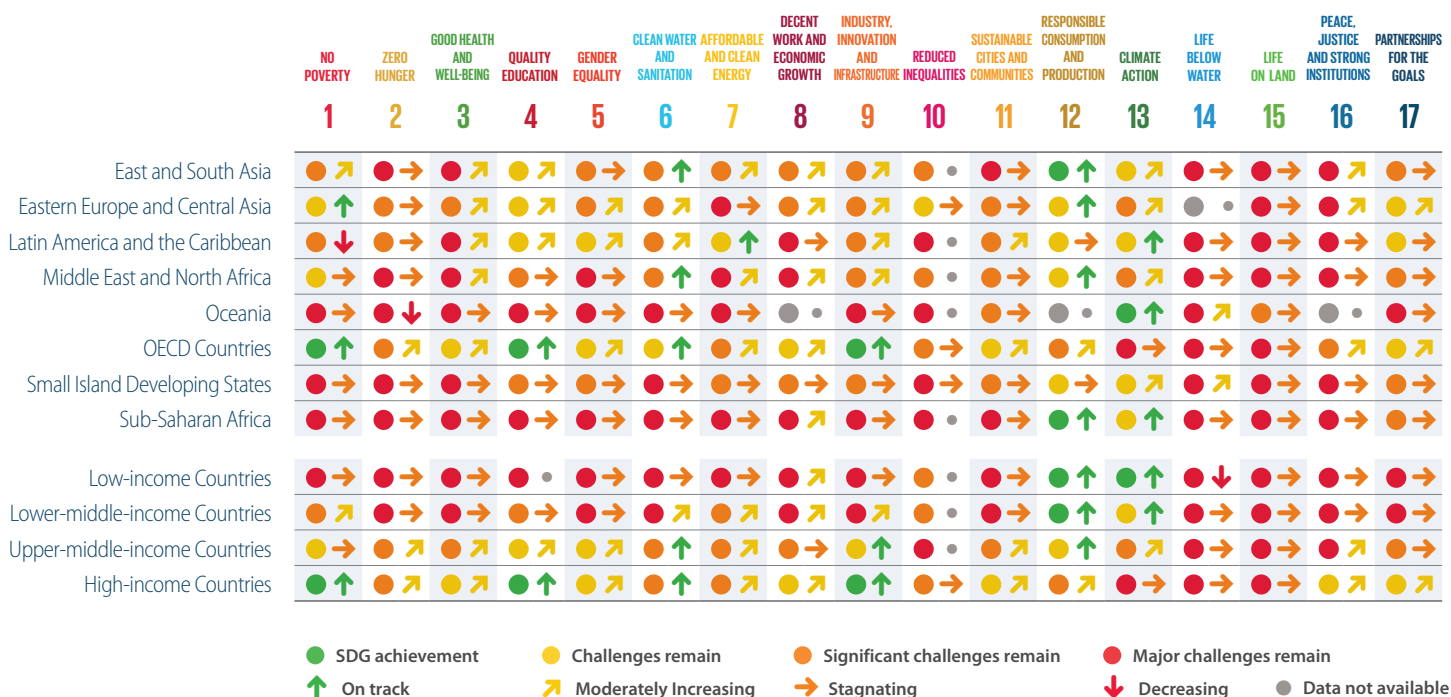 NO POVERTY
ZERO HUNGER
GOOD HEALTH AND WELL-BEING
QUALITY EDUCATION
GENDER EQUALITY
CLEAN WATER AND SANITATION
AFFORDABLE AND CLEAN ENERGY
DECENT WORK AND ECONOMIC GROWTH
INDUSTRY, INNOVATION AND INFRASTRUCTURE
REDUCED INEQUALITIES
SUSTAINABLE CITIES AND COMMUNITIES
RESPONSIBLE CONSUMPTION AND PRODUCTION
CLIMATE ACTION
LIFE BELOW WATER
LIFE ON LAND
PEACE, JUSTICE AND STRONG INSTITUTIONS
PARTNERSHIPS FOR THE GOALS
1 2 3 4 5 6 7 8 9 10 11 12 13 14 15 16 17
East and South Asia
Eastern Europe and Central Asia
Latin America and the Caribbean
Middle East and North Africa
Oceania
OECD Countries
Small Island Developing States
Sub-Saharan Africa
Low-income Countries
Lower-middle-income Countries
Upper-middle-income Countries
High-income Countries
SDG achievement Challenges remain Significant challenges remain Major challenges remain
On track Moderately Increasing Stagnating Decreasing Data not available